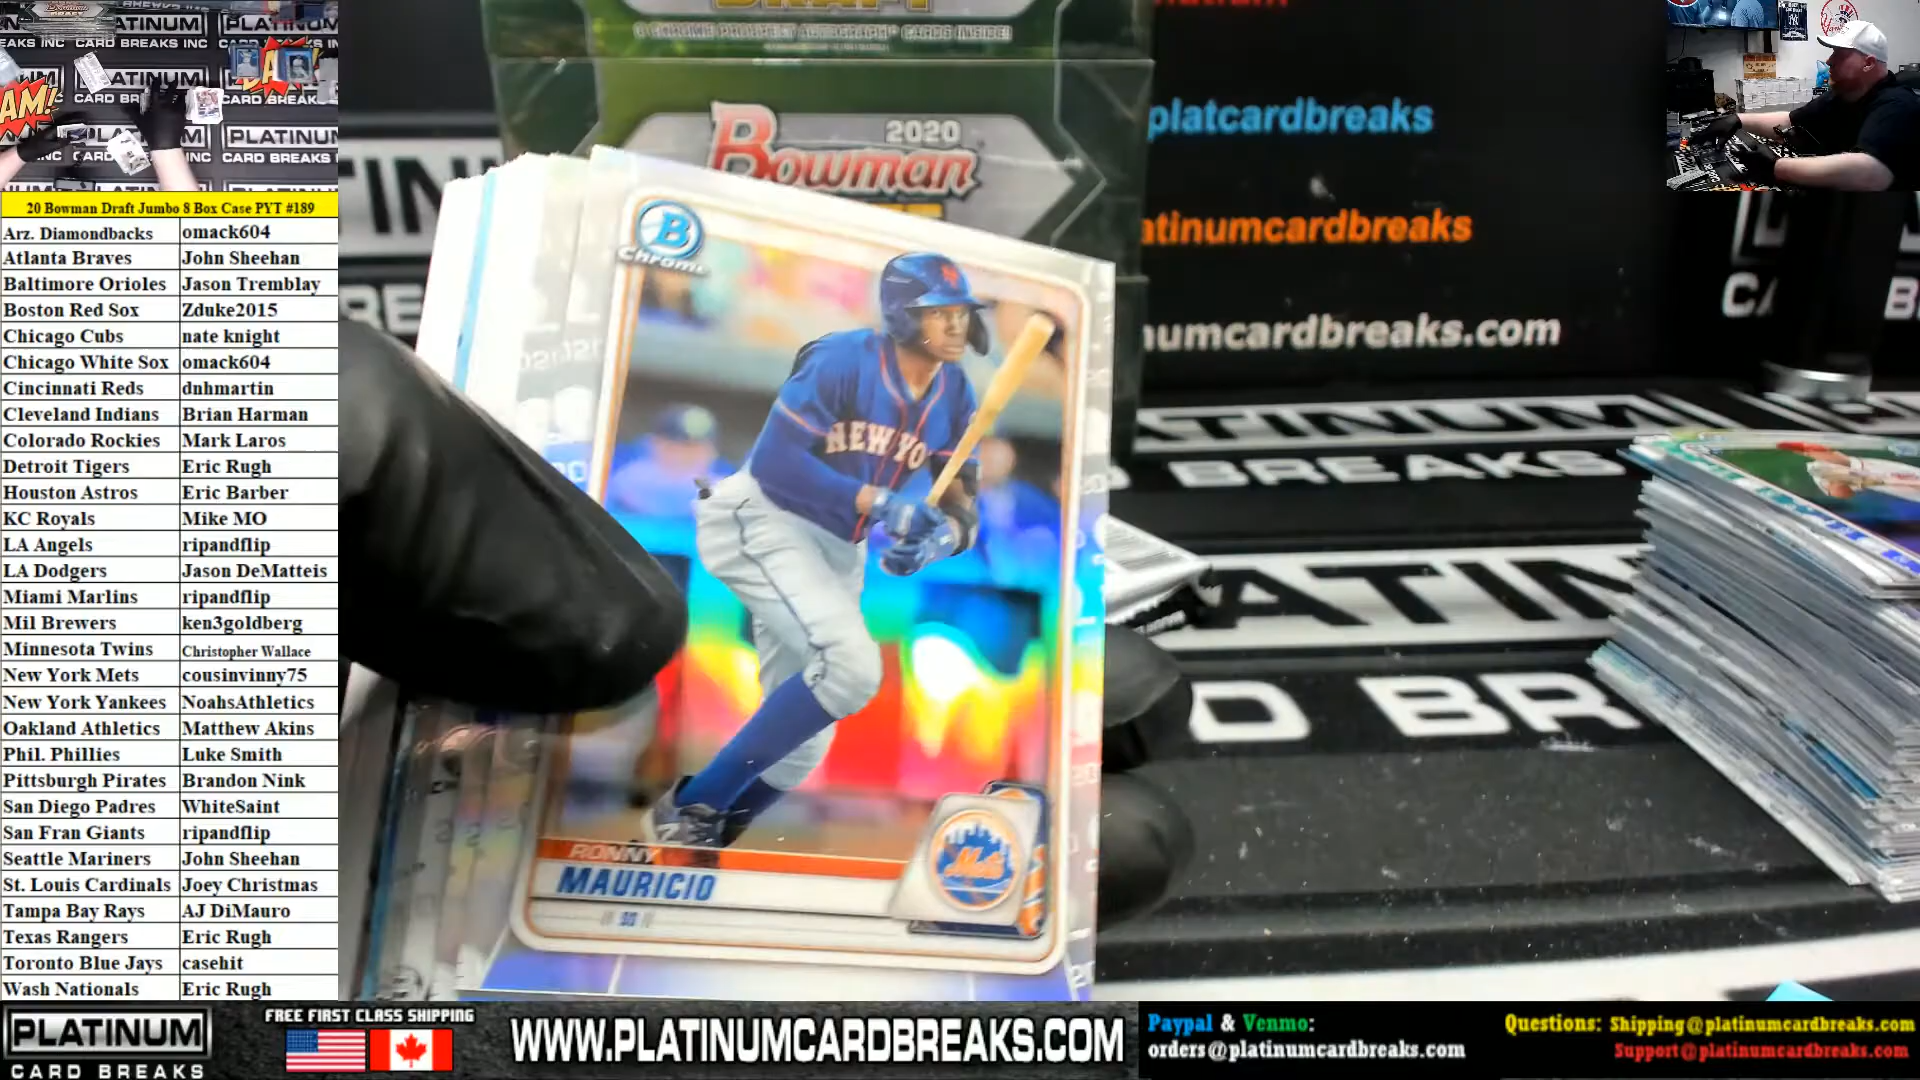 20 Bowman Draft Jumbo 8 Box Case PYT #189
Arz. Diamondbacks omack604
Atlanta Braves John Sheehan
Baltimore Orioles Jason Tremblay
Boston Red Sox Zduke2015
Chicago Cubs nate knight
Chicago White Sox omack604
Cincinnati Reds dnhmartin
Cleveland Indians Brian Harman
Colorado Rockies Mark Laros
Detroit Tigers Eric Rugh
Houston Astros Eric Barber
KC Royals Mike MO
LA Angels ripandflip
LA Dodgers Jason DeMatteis
Miami Marlins ripandflip
Mil Brewers ken3goldberg
Minnesota Twins Christopher Wallace
New York Mets cousinvinny75
New York Yankees NoahsAthletics
Oakland Athletics Matthew Akins
Phil. Phillies Luke Smith
Pittsburgh Pirates Brandon Nink
San Diego Padres WhiteSaint
San Fran Giants ripandflip
Seattle Mariners John Sheehan
St. Louis Cardinals Joey Christmas
Tampa Bay Rays AJ DiMauro
Texas Rangers Eric Rugh
Toronto Blue Jays casehit
Wash Nationals Eric Rugh
2020
Bowman
B
Chrome
NEW YO
RONNY
MAURICIO
SS
Mets
platcardbreaks
atinumcardbreaks
numcardbreaks.com
TINUM
BREAKS
ATIN
D BR
PLATINUM
CARD BREAKS
FREE FIRST CLASS SHIPPING
WWW.PLATINUMCARDBREAKS.COM
Paypal & Venmo:
orders@platinumcardbreaks.com
Questions: Shipping@platinumcardbreaks.com
Support@platinumcardbreaks.com